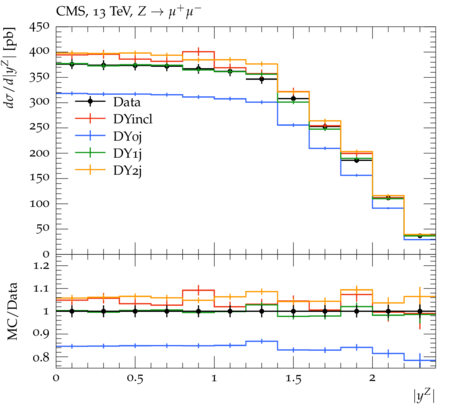 CMS, 13 TeV, Z → μ⁺μ⁻
dσ/d|y^Z| [pb]
450
400
350
300
250
200
150
100
50
0
Data
DYincl
DY0j
DY1j
DY2j
MC/Data
1.2
1.1
1
0.9
0.8
0 0.5 1 1.5 2
|y^Z|